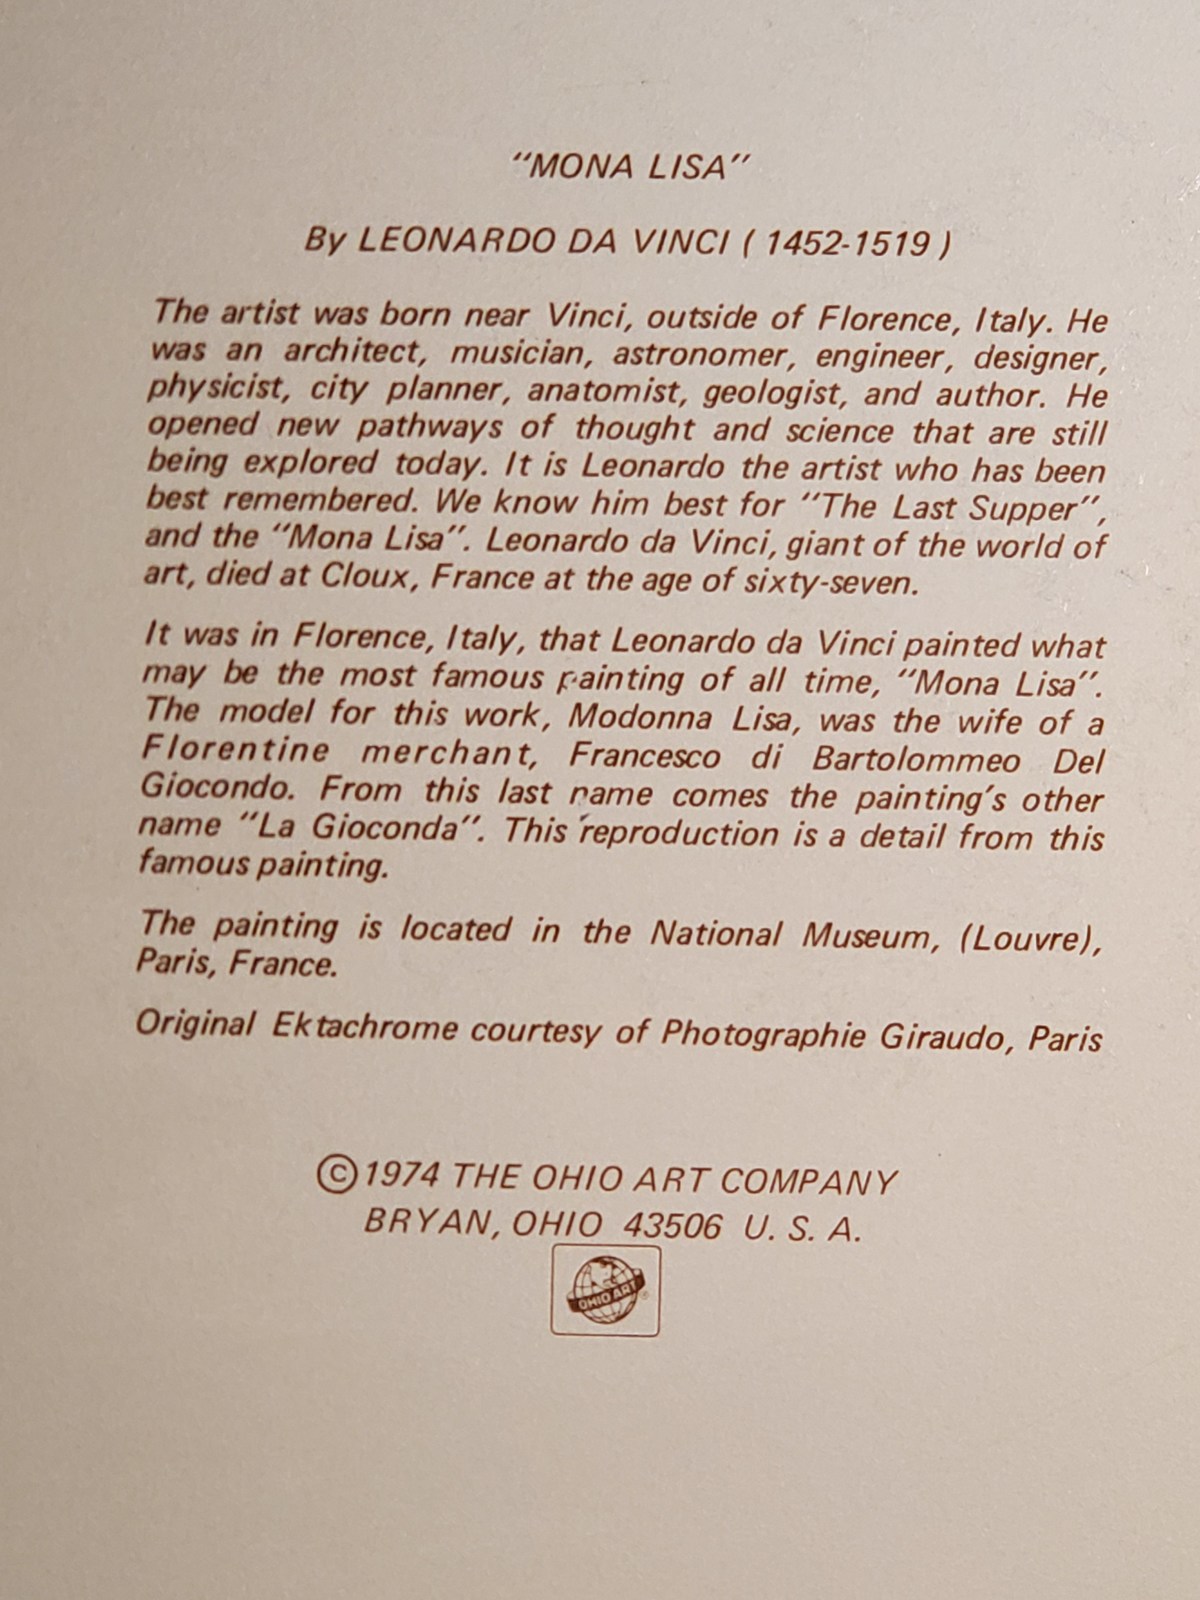 "MONA LISA"
By LEONARDO DA VINCI ( 1452-1519 )
The artist was born near Vinci, outside of Florence, Italy. He
was an architect, musician, astronomer, engineer, designer,
physicist, city planner, anatomist, geologist, and author. He
opened new pathways of thought and science that are still
being explored today. It is Leonardo the artist who has been
best remembered. We know him best for "The Last Supper",
and the "Mona Lisa". Leonardo da Vinci, giant of the world of
art, died at Cloux, France at the age of sixty-seven.
It was in Florence, Italy, that Leonardo da Vinci painted what
may be the most famous painting of all time, "Mona Lisa".
The model for this work, Modonna Lisa, was the wife of a
Florentine merchant, Francesco di Bartolommeo Del
Giocondo. From this last name comes the painting's other
name "La Gioconda". This reproduction is a detail from this
famous painting.
The painting is located in the National Museum, (Louvre),
Paris, France.
Original Ektachrome courtesy of Photographie Giraudo, Paris
©1974 THE OHIO ART COMPANY
BRYAN, OHIO 43506 U. S. A.
OHIO ART®